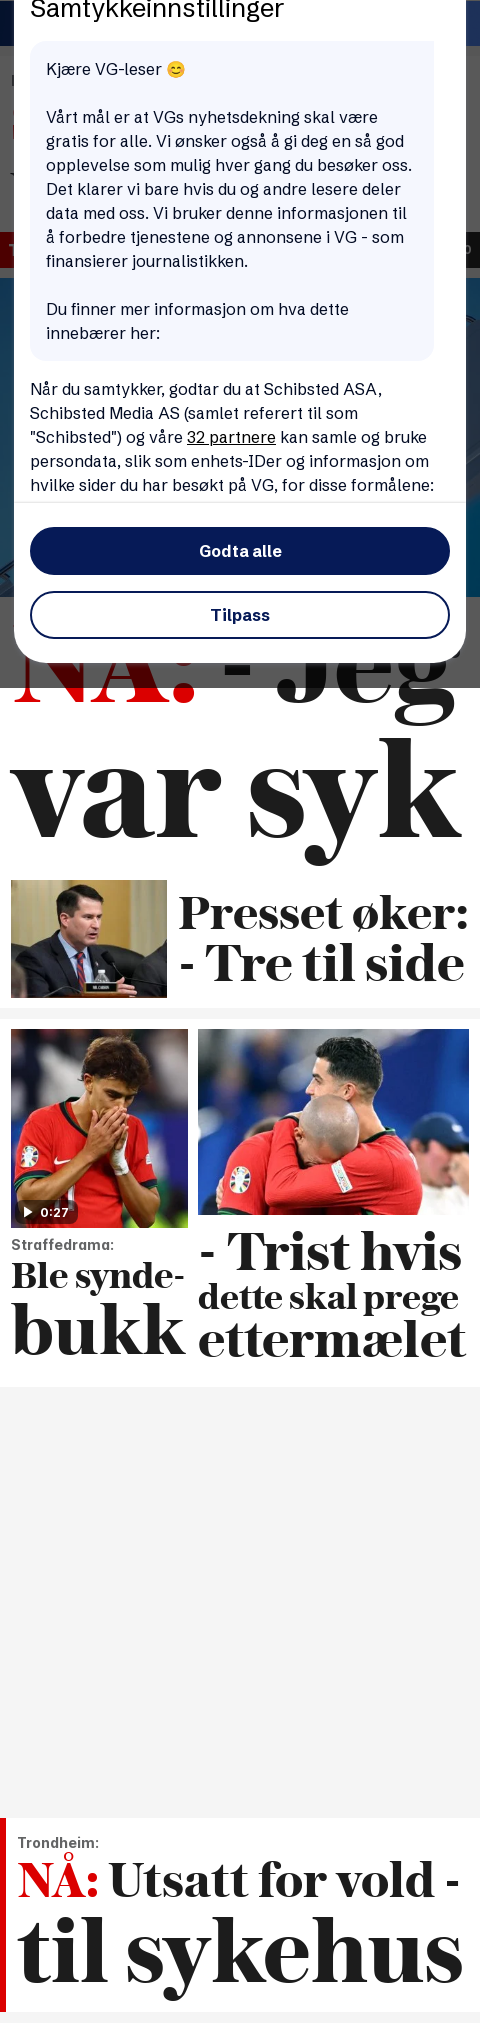 Samtykkeinnstillinger
Kjære VG-leser 😊
Vårt mål er at VGs nyhetsdekning skal være
gratis for alle. Vi ønsker også å gi deg en så god
opplevelse som mulig hver gang du besøker oss.
Det klarer vi bare hvis du og andre lesere deler
data med oss. Vi bruker denne informasjonen til
å forbedre tjenestene og annonsene i VG - som
finansierer journalistikken.
Du finner mer informasjon om hva dette
innebærer her:
Når du samtykker, godtar du at Schibsted ASA,
Schibsted Media AS (samlet referert til som
"Schibsted") og våre 32 partnere kan samle og bruke
persondata, slik som enhets-IDer og informasjon om
hvilke sider du har besøkt på VG, for disse formålene:
Godta alle
Tilpass
NÅ: - Jeg
var syk
Presset øker:
- Tre til side
0:27
Straffedrama:
Ble synde-
bukk
- Trist hvis
dette skal prege
ettermælet
Trondheim:
NÅ: Utsatt for vold -
til sykehus